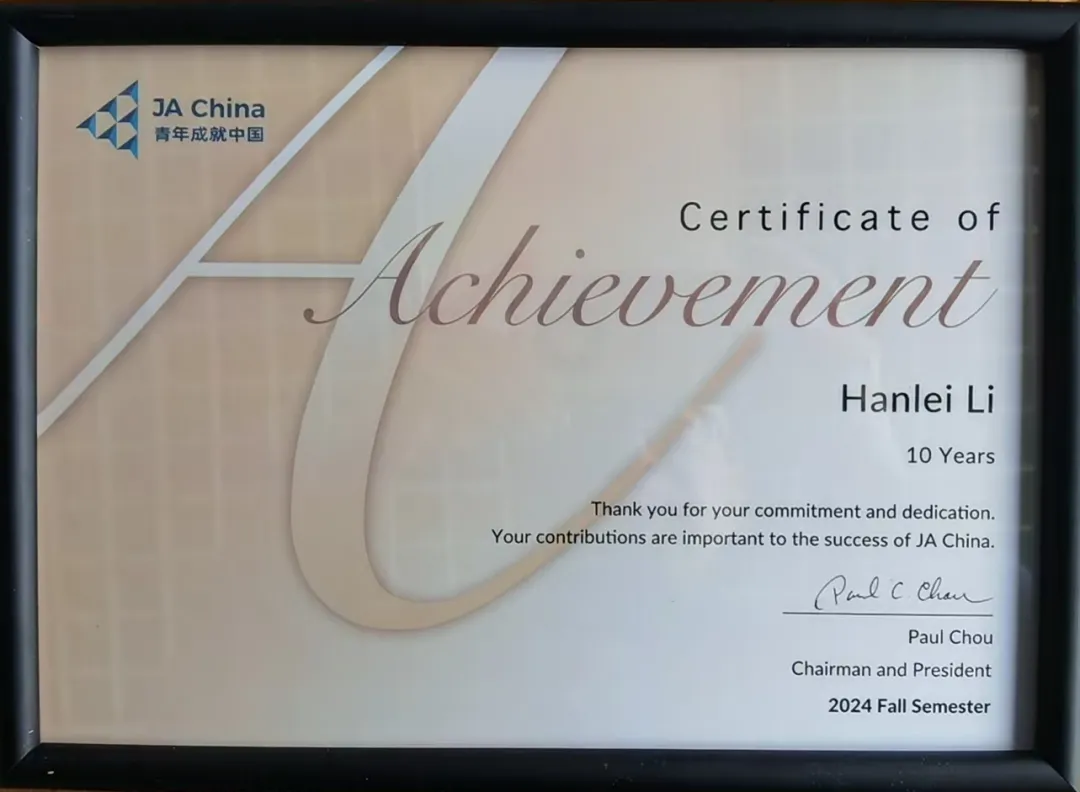 JA China
青年成就中国
Certificate of
Achievement
Hanlei Li
10 Years
Thank you for your commitment and dedication.
Your contributions are important to the success of JA China.
Paul C. Chou
Paul Chou
Chairman and President
2024 Fall Semester